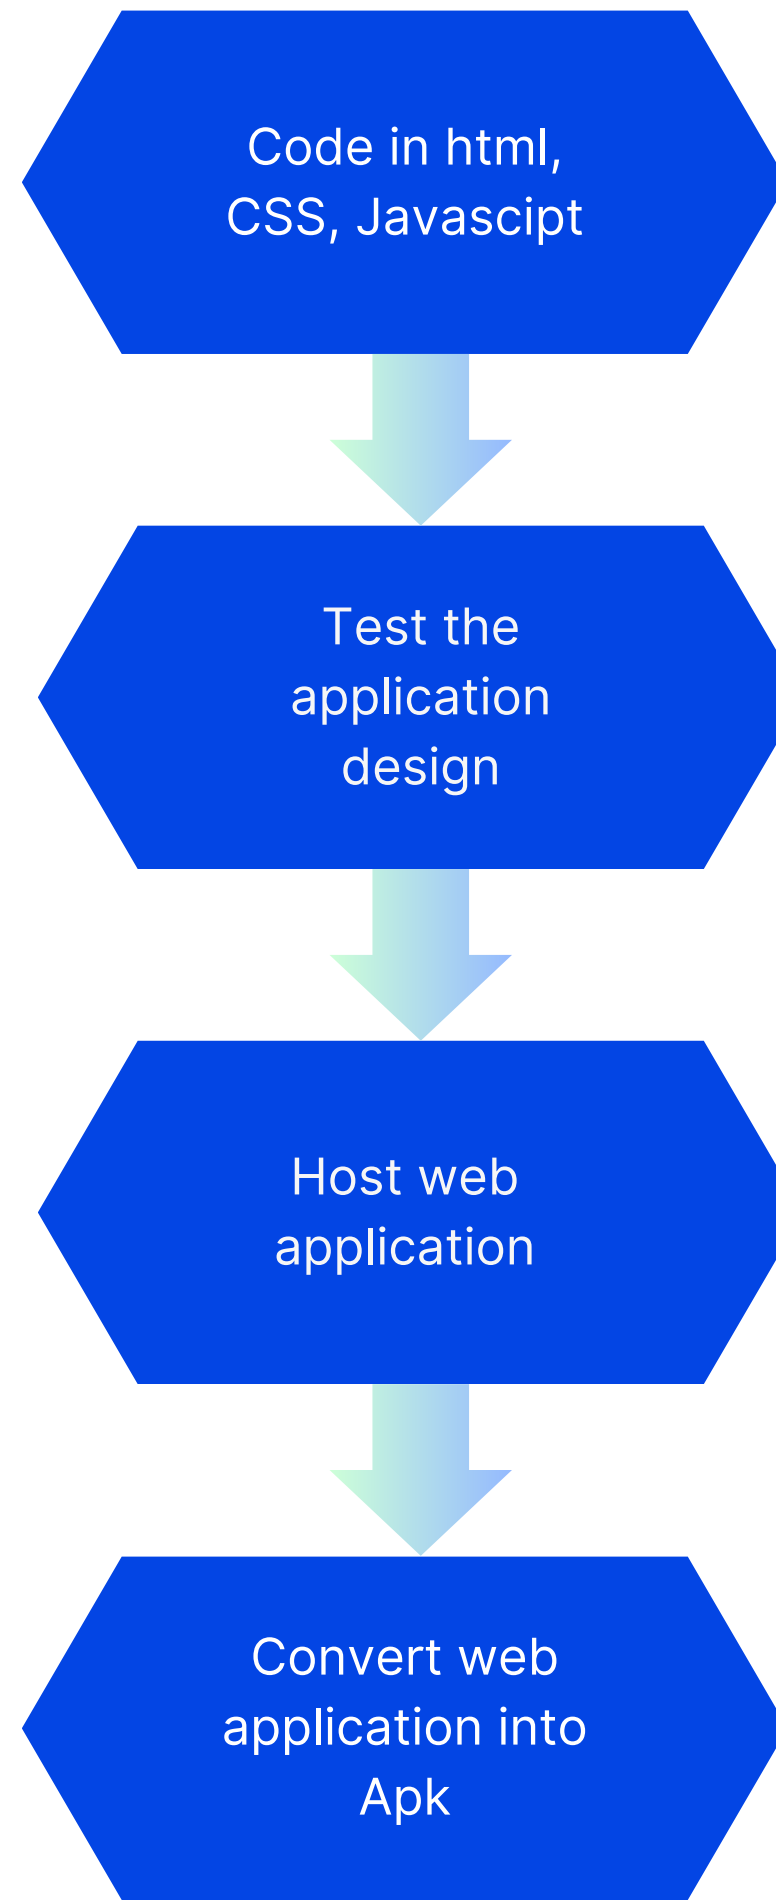 Code in html,
CSS, Javascipt
Test the
application
design
Host web
application
Convert web
application into
Apk